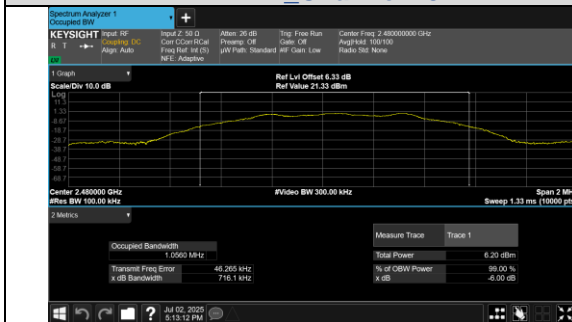 Spectrum Analyzer 1
Occupied BW
+
KEYSIGHT Input: RF Input Z: 50 Ω Atten: 26 dB Trig: Free Run Center Freq: 2.480000000 GHz
R T Coupling: DC Corr CCorr RCal Preamp: Off Gate: Off Avg|Hold: 100/100
Align: Auto Freq Ref: Int (S) µW Path: Standard #IF Gain: Low Radio Std: None
NFE: Adaptive
1 Graph
Ref Lvl Offset 6.33 dB
Scale/Div 10.0 dB Ref Value 21.33 dBm
Log
11.3
1.33
-8.67
-18.7
-28.7
-38.7
-48.7
-58.7
-68.7
Center 2.480000 GHz #Video BW 300.00 kHz Span 2 MH
#Res BW 100.00 kHz Sweep 1.33 ms (10000 pts
2 Metrics
Measure Trace Trace 1
Occupied Bandwidth
1.0560 MHz Total Power 6.20 dBm
Transmit Freq Error 46.265 kHz % of OBW Power 99.00 %
x dB Bandwidth 716.1 kHz x dB -6.00 dB
? Jul 02, 2025
5:13:12 PM